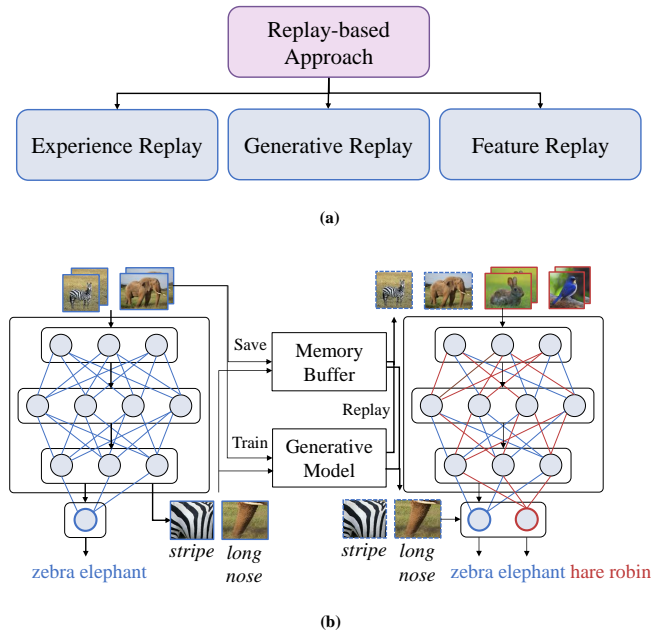 Replay-based
Approach
Experience Replay
Generative Replay
Feature Replay
(a)
Save
Memory
Buffer
Replay
Train
Generative
Model
stripe
long
nose
stripe
long
nose
zebra elephant
zebra elephant hare robin
(b)